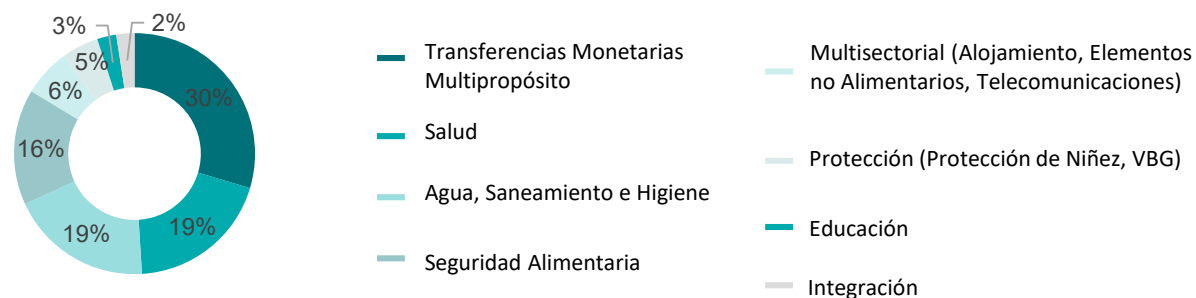 3%
2%
5%
6%
30%
16%
19%
19%
Transferencias Monetarias
Multipropósito
Salud
Agua, Saneamiento e Higiene
Seguridad Alimentaria
Multisectorial (Alojamiento, Elementos
no Alimentarios, Telecomunicaciones)
Protección (Protección de Niñez, VBG)
Educación
Integración